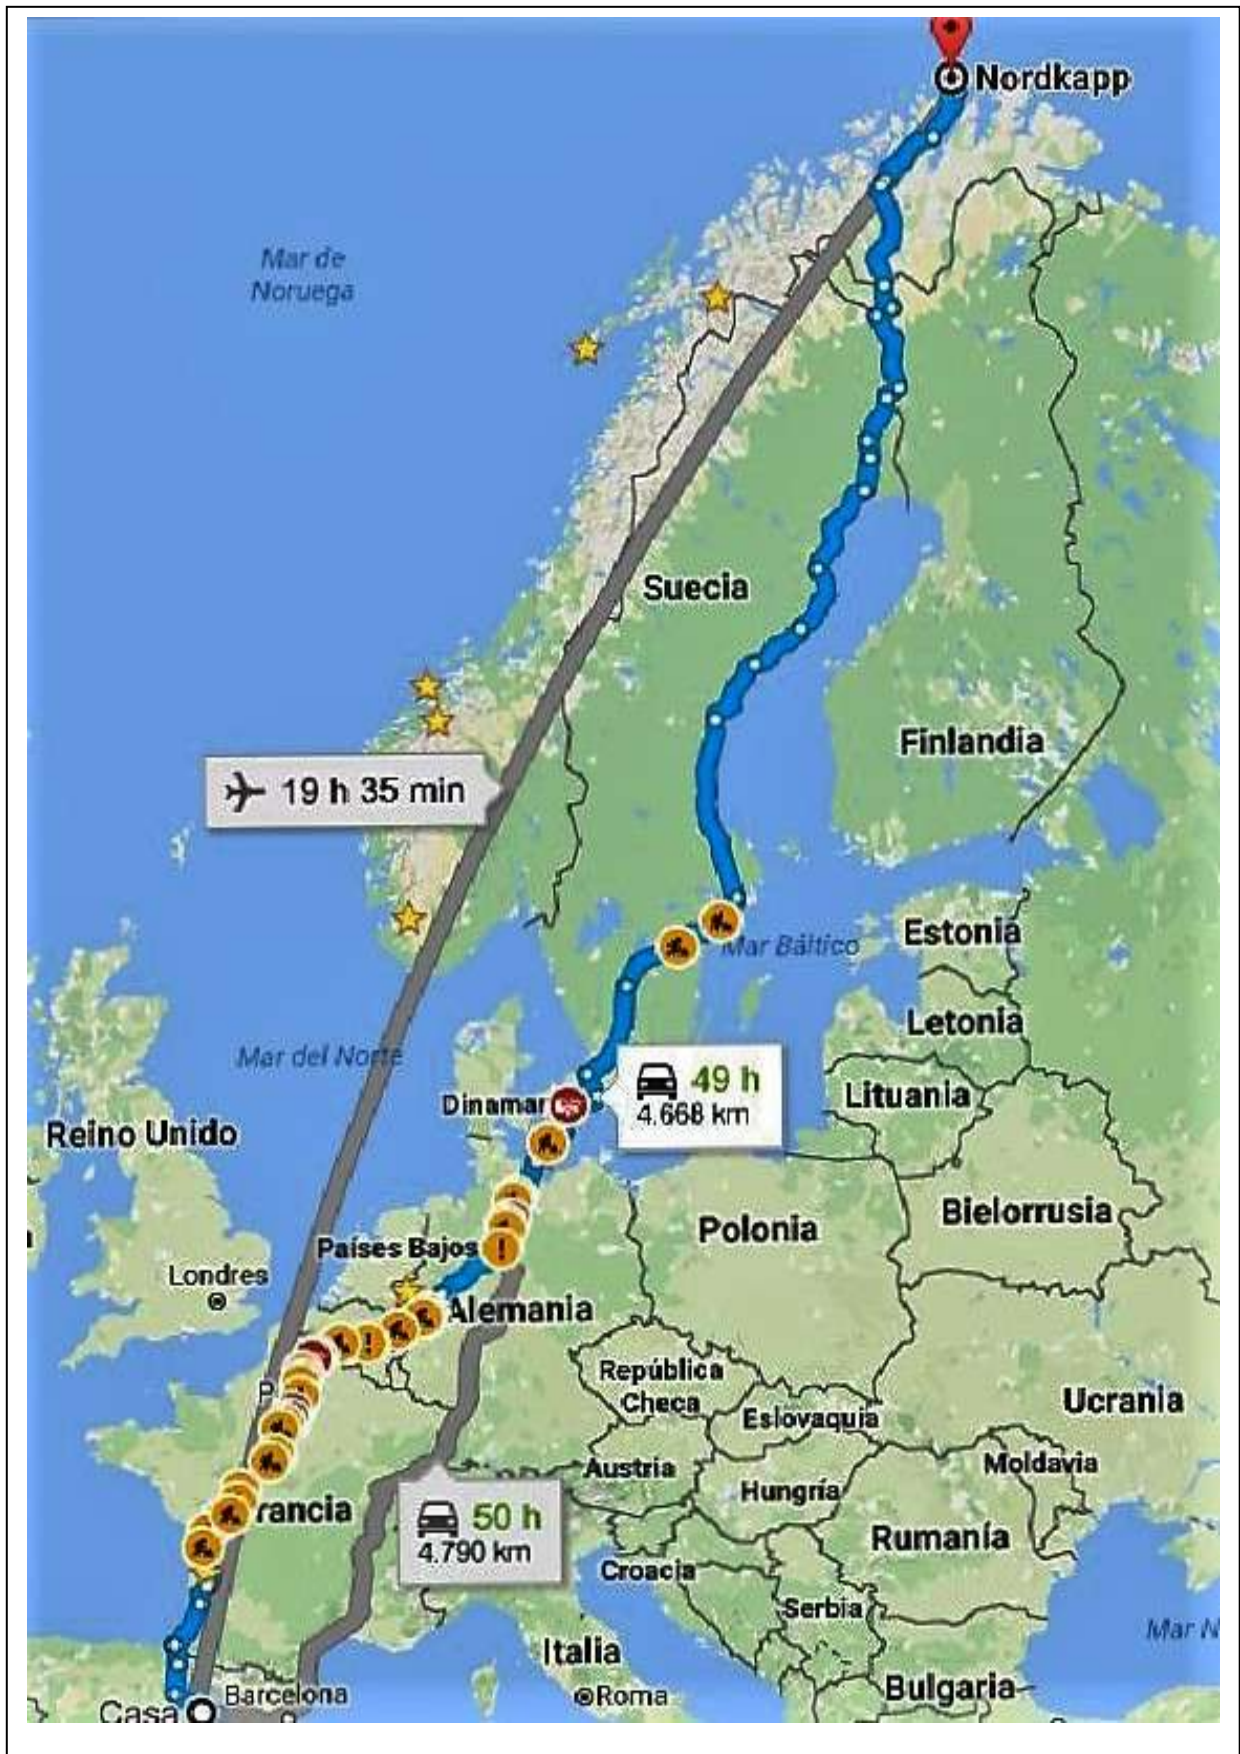 Nordkapp
Mar de
Noruega
Suecia
Finlandia
19 h 35 min
Mar Báltico
Estonia
Letonia
Mar del Norte
49 h
4.668 km
Dinamar
Lituania
Reino Unido
Bielorrusia
Polonia
Países Bajos
Londres
Alemania
República
Checa
Ucrania
P
Eslovaquia
Moldavia
Austria
Hungría
rancia
50 h
4.790 km
Rumanía
Croacia
Serbia
Mar N
Italia
Barcelona
Roma
Bulgaria
Casa